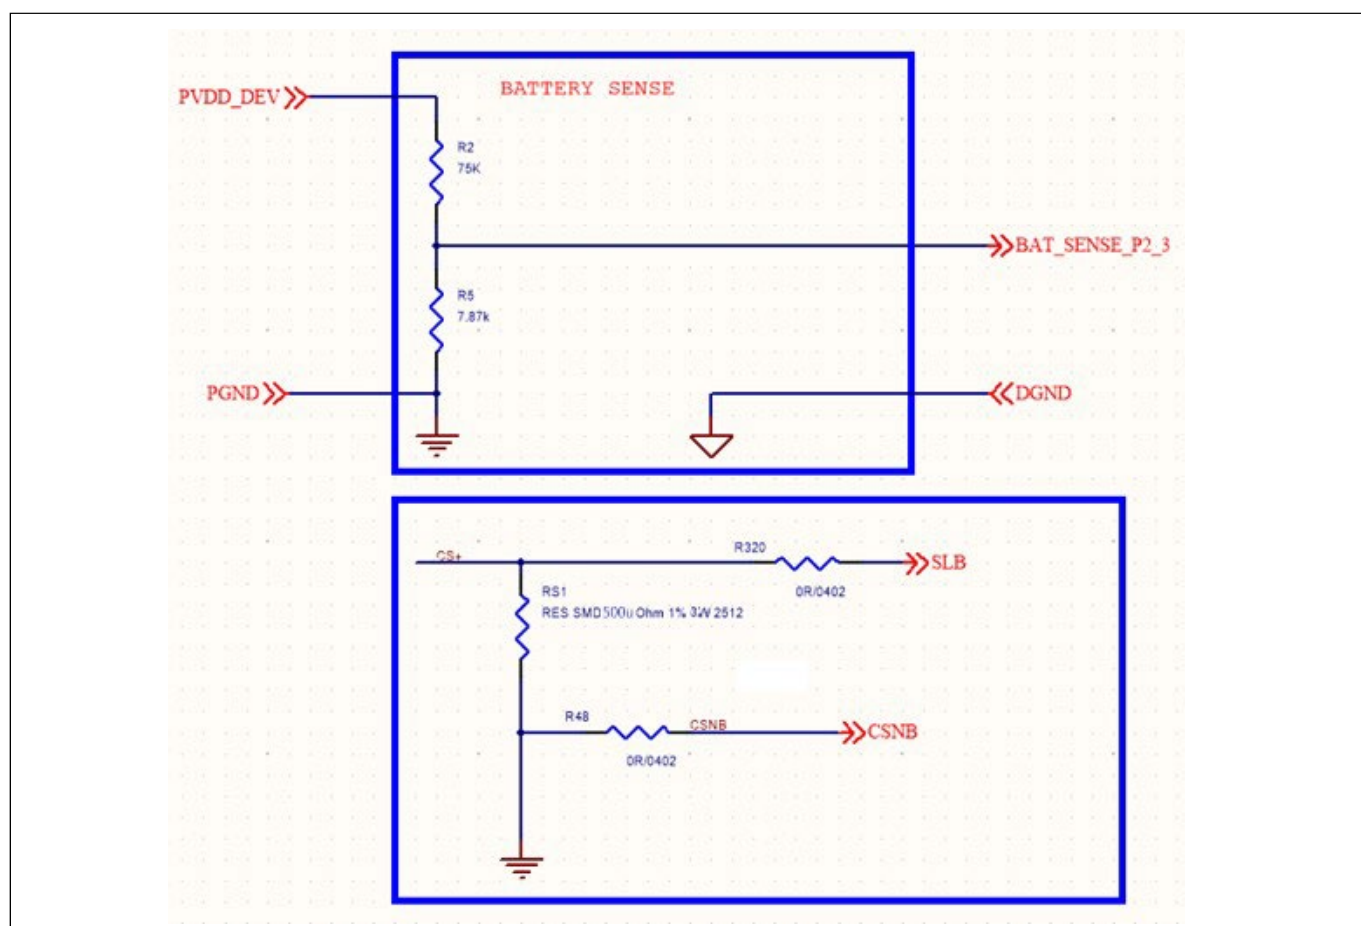 BATTERY SENSE
PVDD_DEV
R2
75K
BAT_SENSE_P2_3
R5
7.87k
PGND
DGND
CS+
R320
SLB
0R/0402
RS1
RES SMD 500u Ohm 1% 3W 2512
R48
CSNB
CSNB
0R/0402